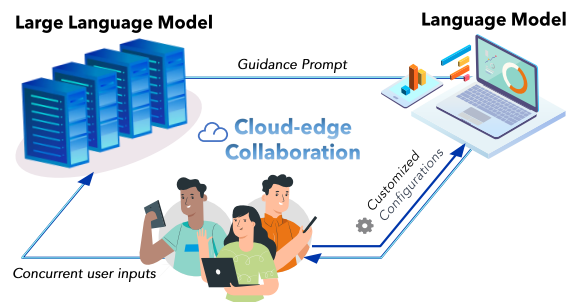 Large Language Model
Language Model
Guidance Prompt
Cloud-edge
Collaboration
Customized
Configurations
Concurrent user inputs